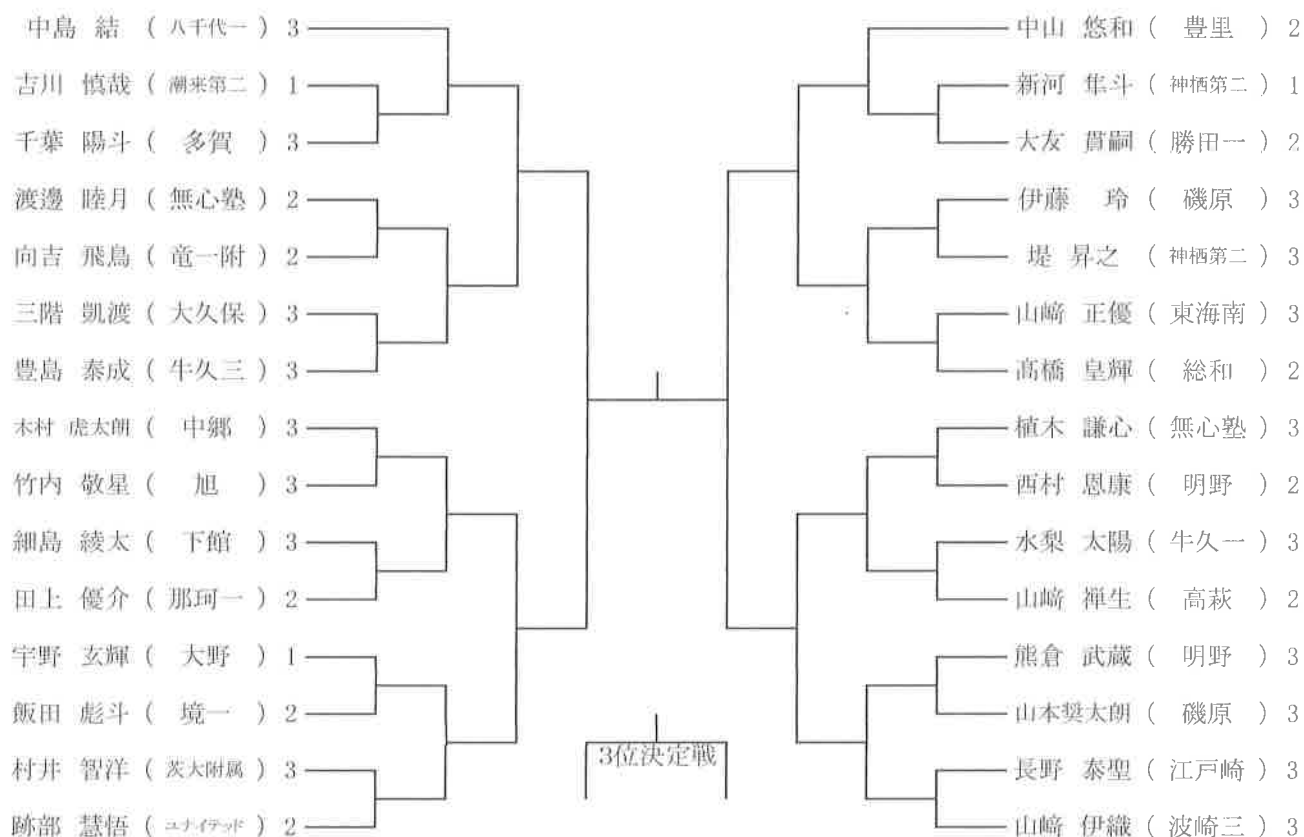 中島 結 ( 八千代一 ) 3
吉川 慎哉 ( 潮来第二 ) 1
千葉 陽斗 ( 多賀 ) 3
渡邊 睦月 ( 無心塾 ) 2
向吉 飛鳥 ( 竜一附 ) 2
三階 凱渡 ( 大久保 ) 3
豊島 泰成 ( 牛久三 ) 3
木村 虎太朗 ( 中郷 ) 3
竹内 敬星 ( 旭 ) 3
細島 綾太 ( 下館 ) 3
田上 優介 ( 那珂一 ) 2
宇野 玄輝 ( 大野 ) 1
飯田 彪斗 ( 境一 ) 2
村井 智洋 ( 茨大附属 ) 3
跡部 慧悟 ( ユナイテッド ) 2
3位決定戦
中山 悠和 ( 豊里 ) 2
新河 隼斗 ( 神栖第二 ) 1
大友 貫嗣 ( 勝田一 ) 2
伊藤 玲 ( 磯原 ) 3
堤 昇之 ( 神栖第二 ) 3
山﨑 正優 ( 東海南 ) 3
髙橋 皇輝 ( 総和 ) 2
植木 謙心 ( 無心塾 ) 3
西村 恩康 ( 明野 ) 2
水梨 太陽 ( 牛久一 ) 3
山﨑 禅生 ( 高萩 ) 2
熊倉 武蔵 ( 明野 ) 3
山本奨太朗 ( 磯原 ) 3
長野 泰聖 ( 江戸崎 ) 3
山﨑 伊織 ( 波崎三 ) 3